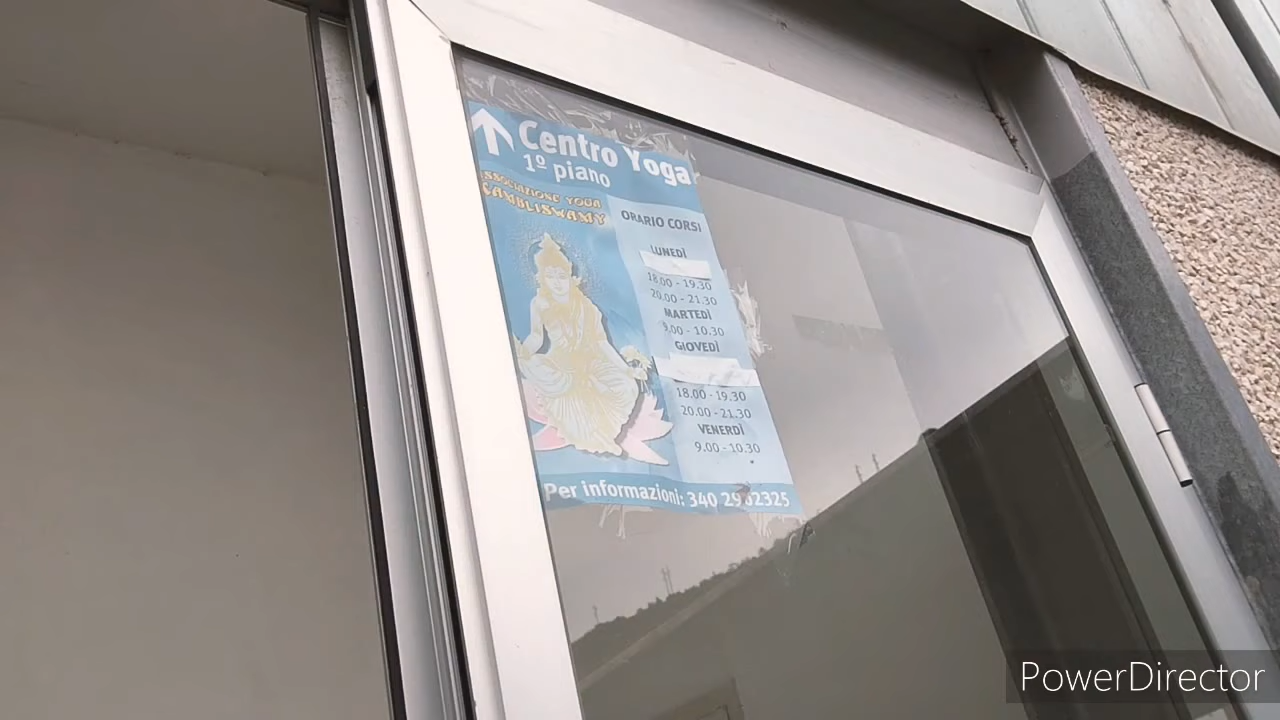 Centro Yoga
1º piano
ASSOCIAZIONE YOGA
ORARIO CORSI
LUNEDÌ
18.00 - 19.30
20.00 - 21.30
MARTEDÌ
9.00 - 10.30
GIOVEDÌ
18.00 - 19.30
20.00 - 21.30
VENERDÌ
9.00 - 10.30
Per informazioni: 340
PowerDirector